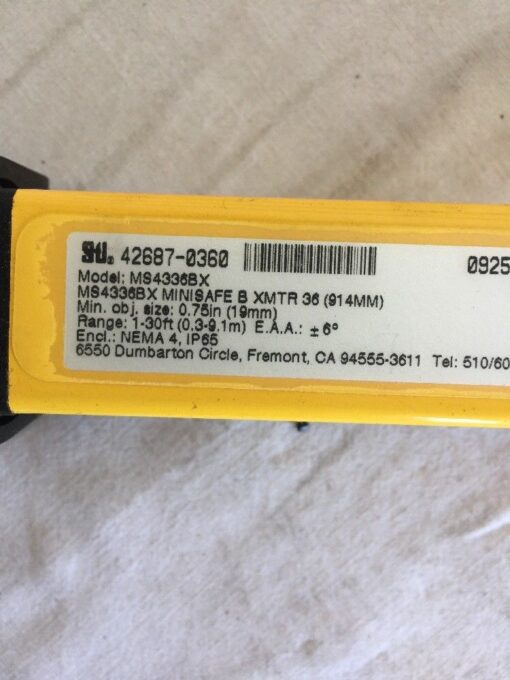 STI. 42687-0360 0925
Model: MS4336BX
MS4336BX MINISAFE B XMTR 36 (914MM)
Min. obj. size: 0.75in (19mm)
Range: 1-30ft (0.3-9.1m) E.A.A.: ±6°
Encl.: NEMA 4, IP65
6550 Dumbarton Circle, Fremont, CA 94555-3611 Tel: 510/60